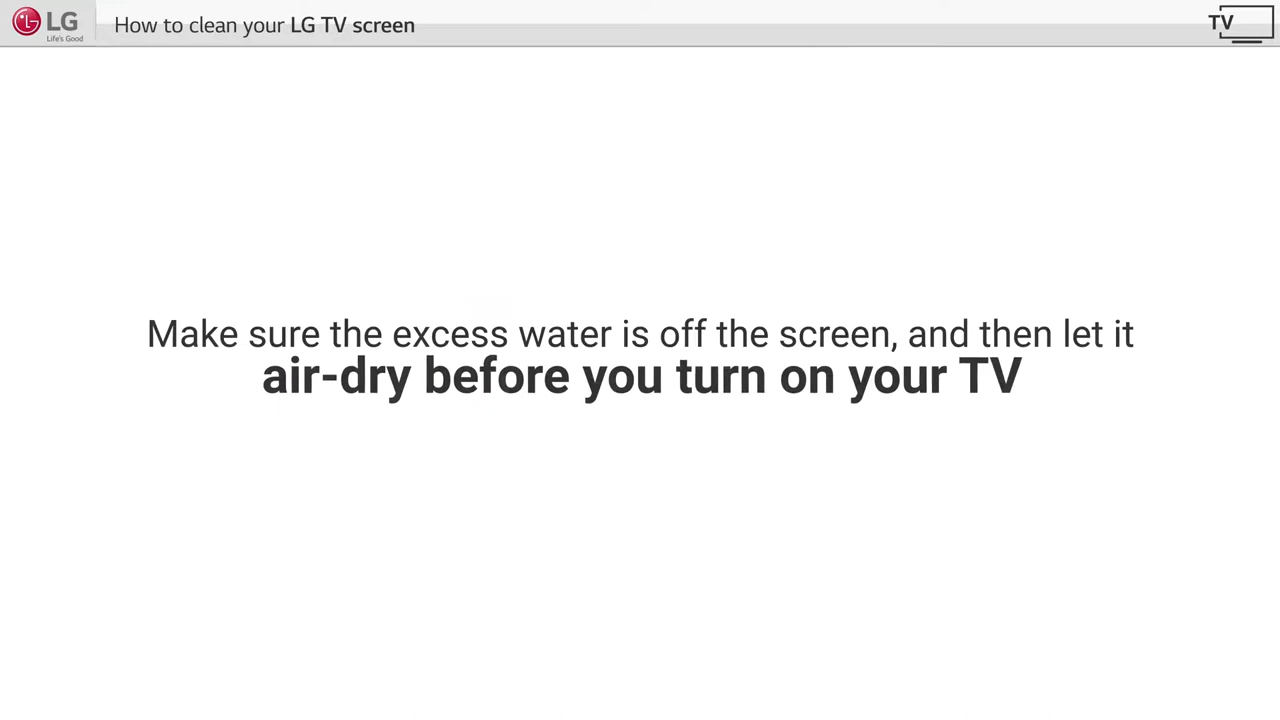 LG
Life's Good
How to clean your LG TV screen
TV
Make sure the excess water is off the screen, and then let it
air-dry before you turn on your TV